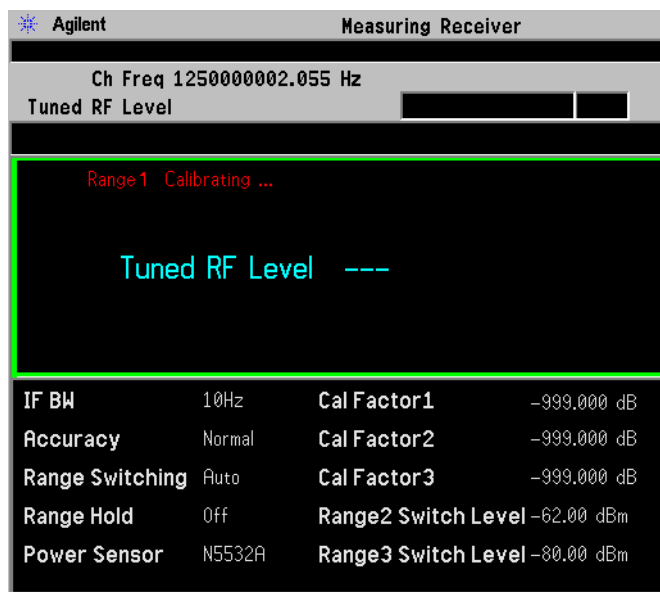 Agilent Measuring Receiver
Ch Freq 1250000002.055 Hz
Tuned RF Level
Range 1 Calibrating ...
Tuned RF Level ---
IF BW 10Hz Cal Factor1 -999.000 dB
Accuracy Normal Cal Factor2 -999.000 dB
Range Switching Auto Cal Factor3 -999.000 dB
Range Hold Off Range2 Switch Level -62.00 dBm
Power Sensor N5532A Range3 Switch Level -80.00 dBm